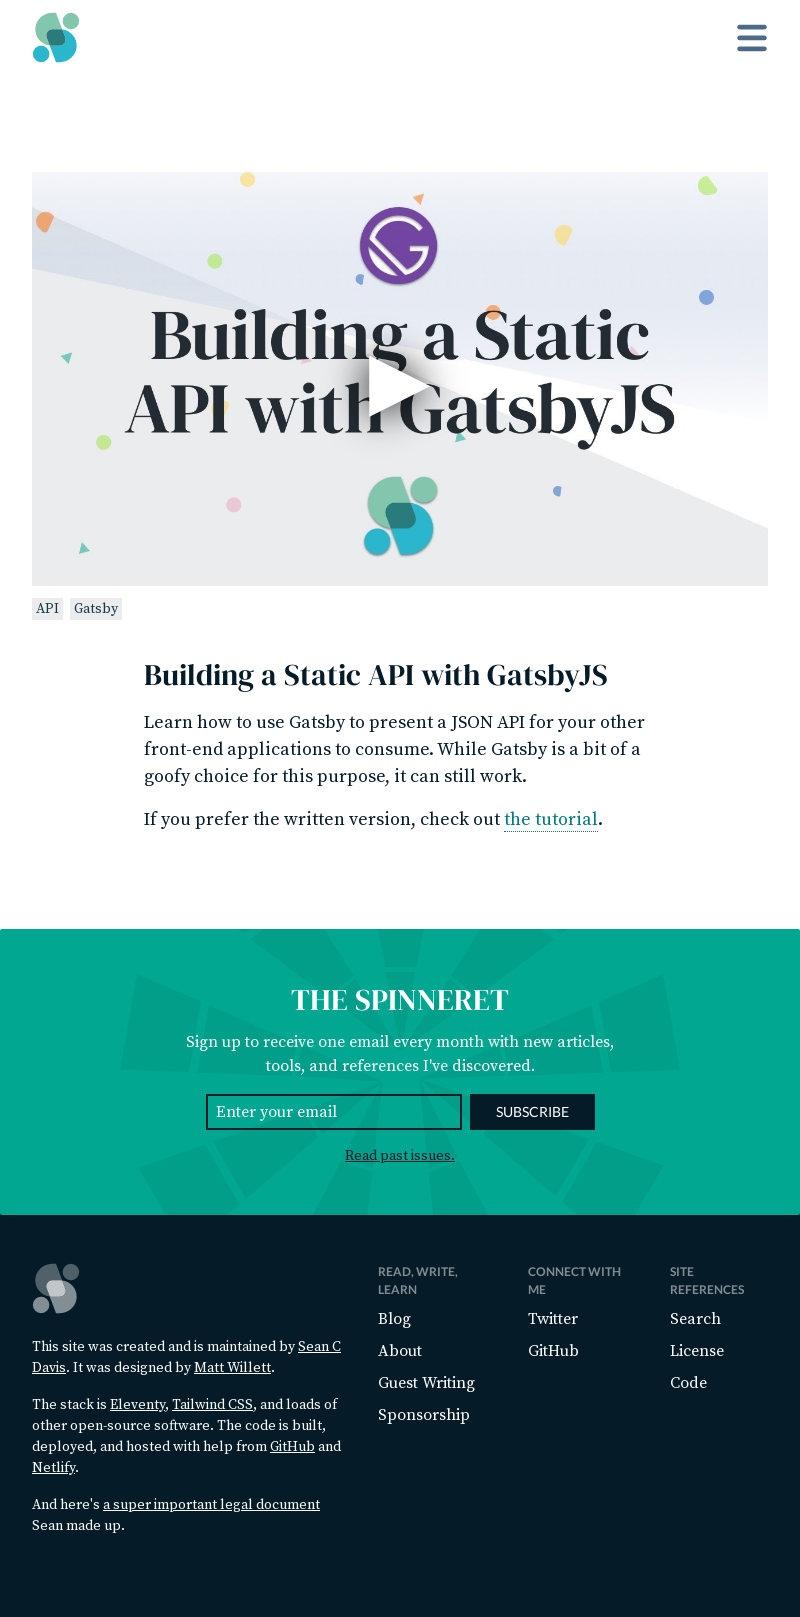 Building a Static
API with GatsbyJS
API Gatsby
Building a Static API with GatsbyJS
Learn how to use Gatsby to present a JSON API for your other
front-end applications to consume. While Gatsby is a bit of a
goofy choice for this purpose, it can still work.
If you prefer the written version, check out the tutorial.
THE SPINNERET
Sign up to receive one email every month with new articles,
tools, and references I've discovered.
Enter your email
SUBSCRIBE
Read past issues.
This site was created and is maintained by Sean C
Davis. It was designed by Matt Willett.
The stack is Eleventy, Tailwind CSS, and loads of
other open-source software. The code is built,
deployed, and hosted with help from GitHub and
Netlify.
And here's a super important legal document
Sean made up.
READ, WRITE,
LEARN
Blog
About
Guest Writing
Sponsorship
CONNECT WITH
ME
Twitter
GitHub
SITE
REFERENCES
Search
License
Code